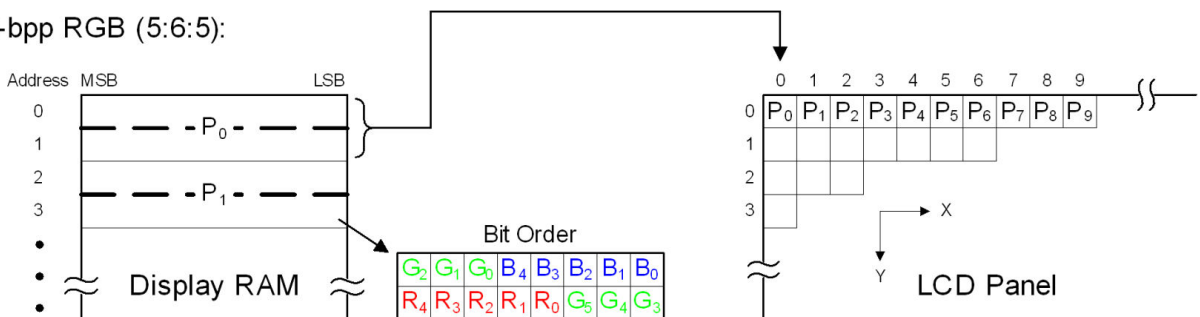 -bpp RGB (5:6:5):
Address MSB LSB
0 1 2 3 4 5 6 7 8 9
0
P0
1
2
P1
3
0 P0 P1 P2 P3 P4 P5 P6 P7 P8 P9
1
2
3
X
Y
Bit Order
G2 G1 G0 B4 B3 B2 B1 B0
R4 R3 R2 R1 R0 G5 G4 G3
Display RAM
LCD Panel